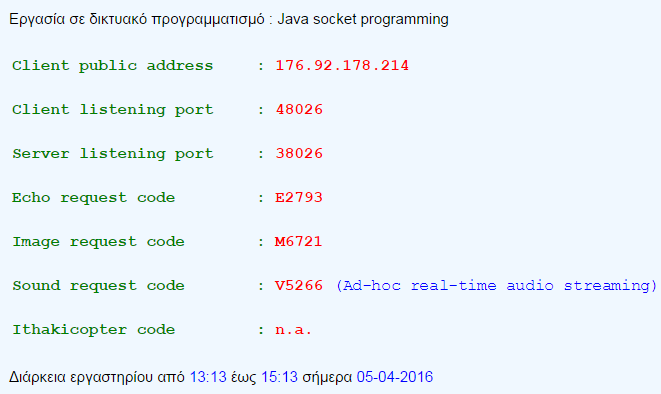 Εργασία σε δικτυακό προγραμματισμό : Java socket programming
Client public address : 176.92.178.214
Client listening port : 48026
Server listening port : 38026
Echo request code : E2793
Image request code : M6721
Sound request code : V5266 (Ad-hoc real-time audio streaming)
Ithakicopter code : n.a.
Διάρκεια εργαστηρίου από 13:13 έως 15:13 σήμερα 05-04-2016